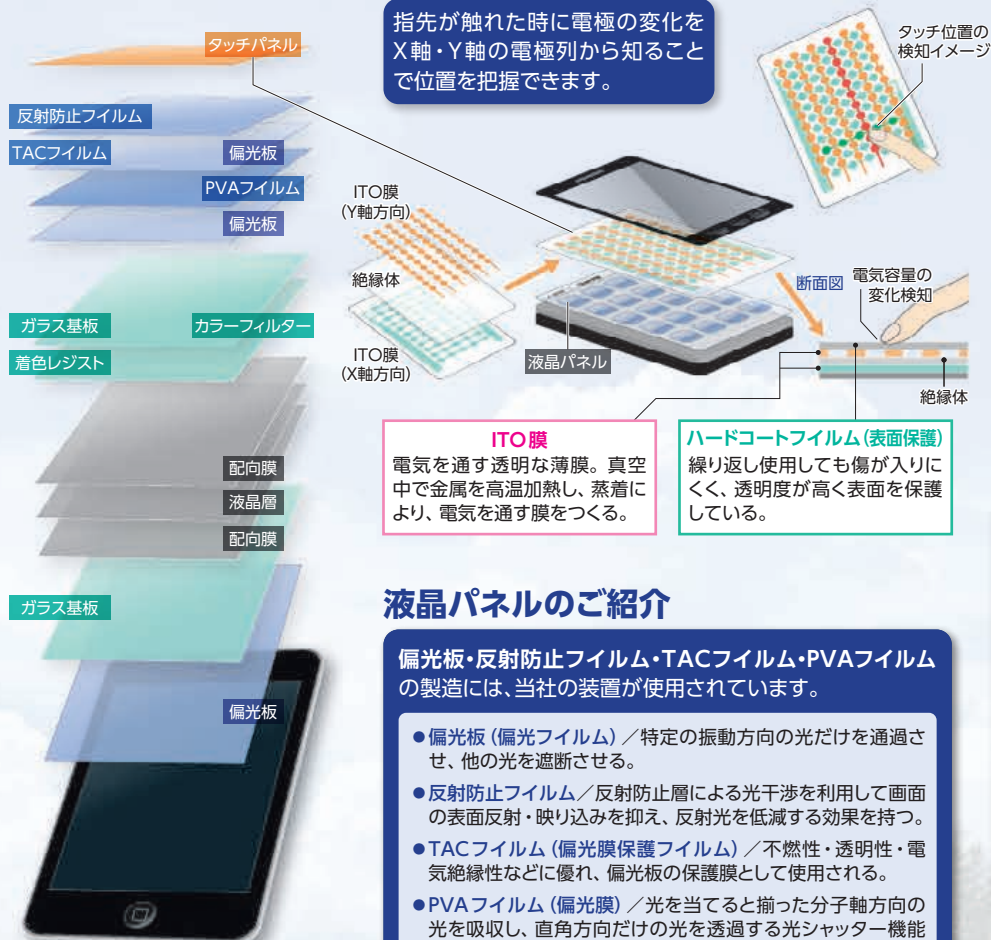 タッチパネル
反射防止フイルム
TACフイルム
偏光板
PVAフイルム
偏光板
ガラス基板
カラーフィルター
着色レジスト
配向膜
液晶層
配向膜
ガラス基板
偏光板
指先が触れた時に電極の変化を
X軸・Y軸の電極列から知ること
で位置を把握できます。
タッチ位置の
検知イメージ
ITO膜
(Y軸方向)
絶縁体
ITO膜
(X軸方向)
液晶パネル
断面図
電気容量の
変化検知
絶縁体
ITO膜
電気を通す透明な薄膜。真空
中で金属を高温加熱し、蒸着に
より、電気を通す膜をつくる。
ハードコートフイルム(表面保護)
繰り返し使用しても傷が入りに
くく、透明度が高く表面を保護
している。
液晶パネルのご紹介
偏光板・反射防止フイルム・TACフイルム・PVAフイルム
の製造には、当社の装置が使用されています。
●偏光板(偏光フイルム)／特定の振動方向の光だけを通過さ
せ、他の光を遮断させる。
●反射防止フイルム／反射防止層による光干渉を利用して画面
の表面反射・映り込みを抑え、反射光を低減する効果を持つ。
●TACフイルム(偏光膜保護フイルム)／不燃性・透明性・電
気絶縁性などに優れ、偏光板の保護膜として使用される。
●PVAフイルム(偏光膜)／光を当てると揃った分子軸方向の
光を吸収し、直角方向だけの光を透過する光シャッター機能